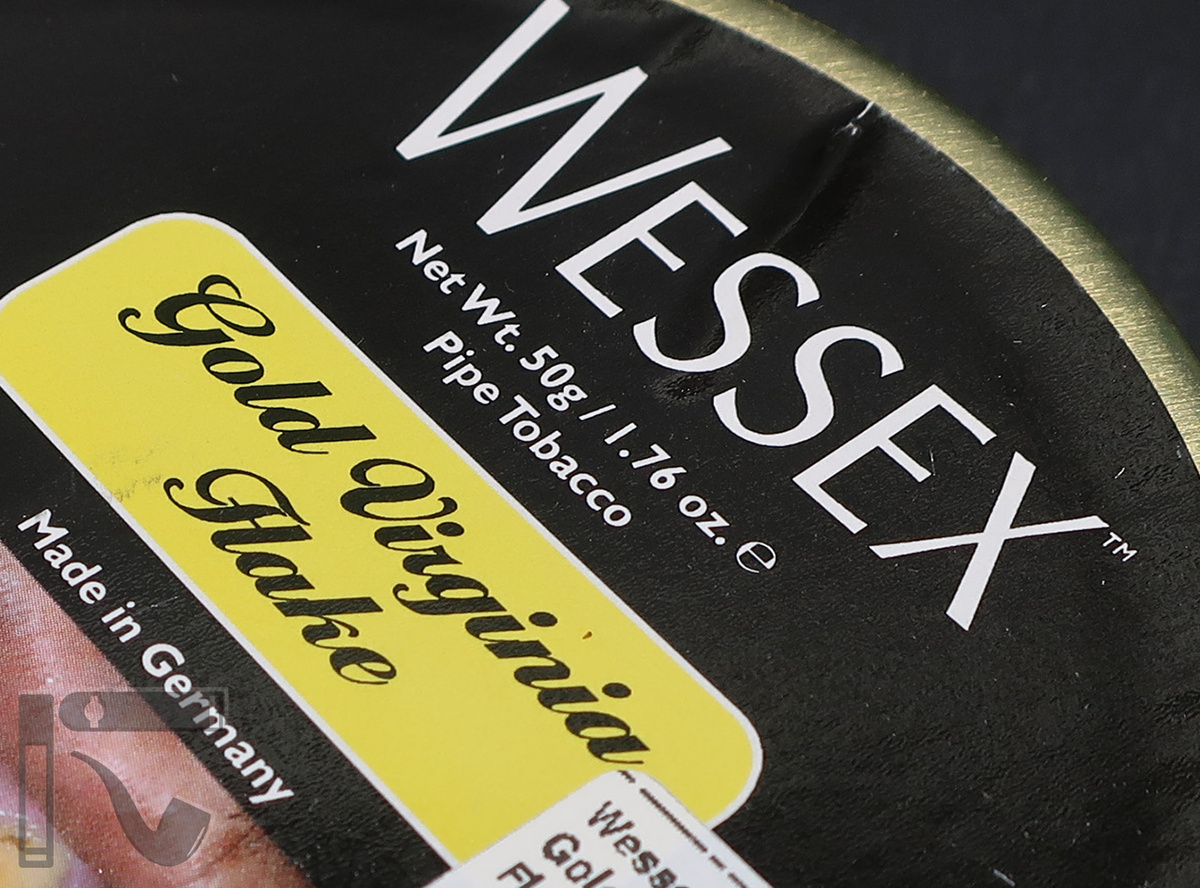 WESSEX™
Net Wt. 50g / 1.76 oz. ℮
Pipe Tobacco
Gold Virginia
Flake
Made in Germany